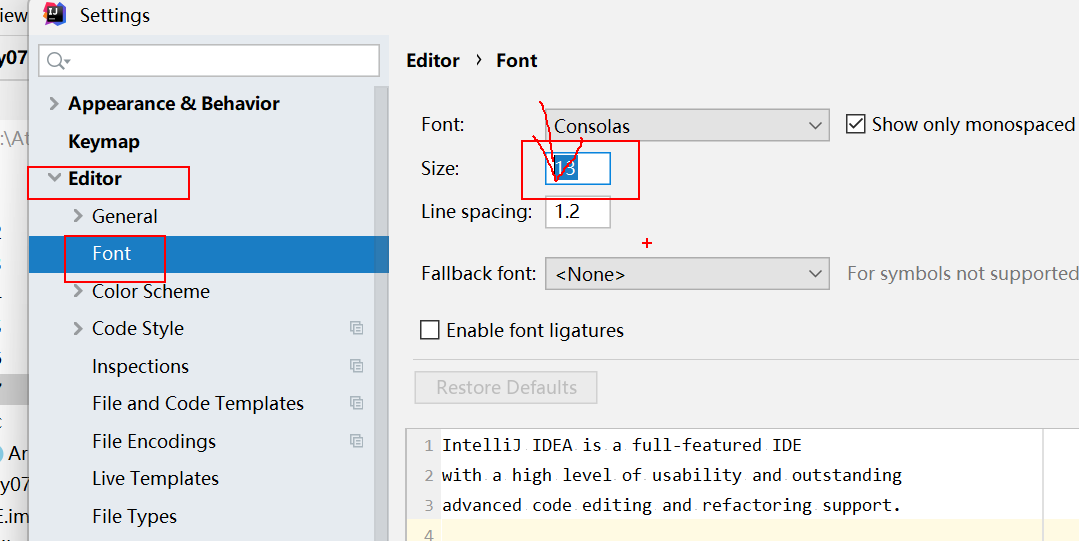 iew
Settings
y07
Editor › Font
Appearance & Behavior
Font:
Consolas
Show only monospaced
:\At
Keymap
Size:
13
Editor
Line spacing:
1.2
General
Font
Fallback font:
<None>
For symbols not supported
Color Scheme
Enable font ligatures
Code Style
Inspections
Restore Defaults
File and Code Templates
File Encodings
1 IntelliJ IDEA is a full-featured IDE
Ar
Live Templates
2 with a high level of usability and outstanding
y07
File Types
3 advanced code editing and refactoring support.
E.im
4